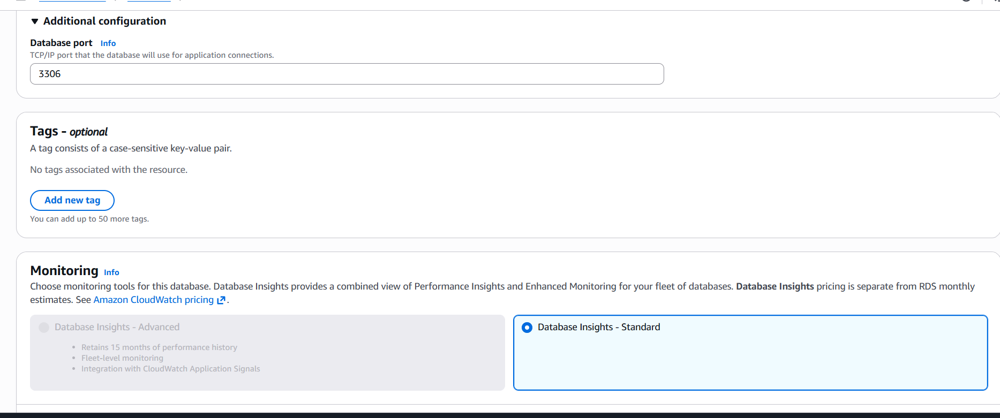 Additional configuration
Database port Info
TCP/IP port that the database will use for application connections.
3306
Tags - optional
A tag consists of a case-sensitive key-value pair.
No tags associated with the resource.
Add new tag
You can add up to 50 more tags.
Monitoring Info
Choose monitoring tools for this database. Database Insights provides a combined view of Performance Insights and Enhanced Monitoring for your fleet of databases. Database Insights pricing is separate from RDS monthly
estimates. See Amazon CloudWatch pricing.
Database Insights - Advanced
• Retains 15 months of performance history
• Fleet-level monitoring
• Integration with CloudWatch Application Signals
Database Insights - Standard